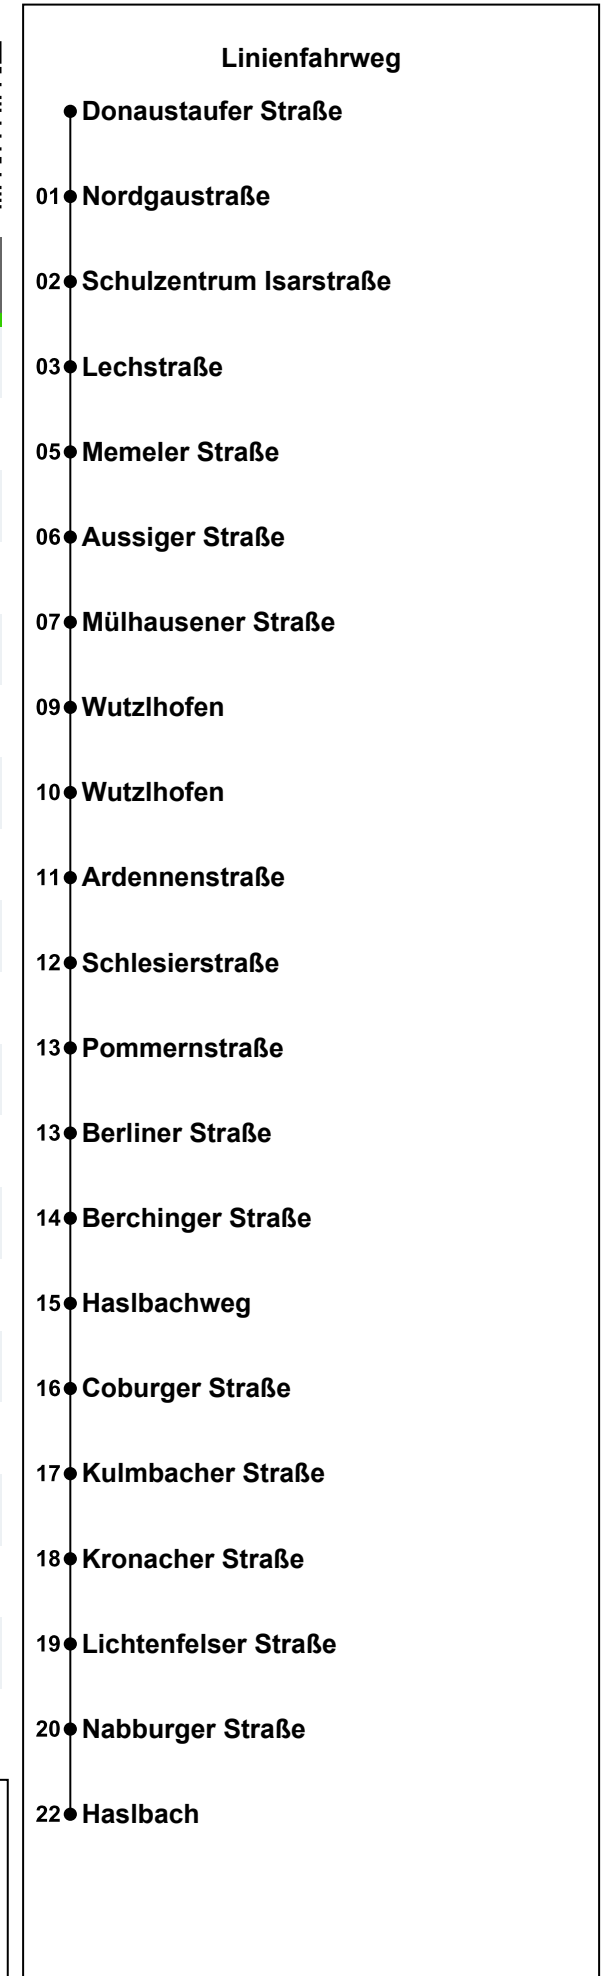 Linienfahrweg
Donaustaufer Straße
01 Nordgaustraße
02 Schulzentrum Isarstraße
03 Lechstraße
05 Memeler Straße
06 Aussiger Straße
07 Mülhausener Straße
09 Wutzlhofen
10 Wutzlhofen
11 Ardennenstraße
12 Schlesierstraße
13 Pommernstraße
13 Berliner Straße
14 Berchinger Straße
15 Haslbachweg
16 Coburger Straße
17 Kulmbacher Straße
18 Kronacher Straße
19 Lichtenfelser Straße
20 Nabburger Straße
22 Haslbach